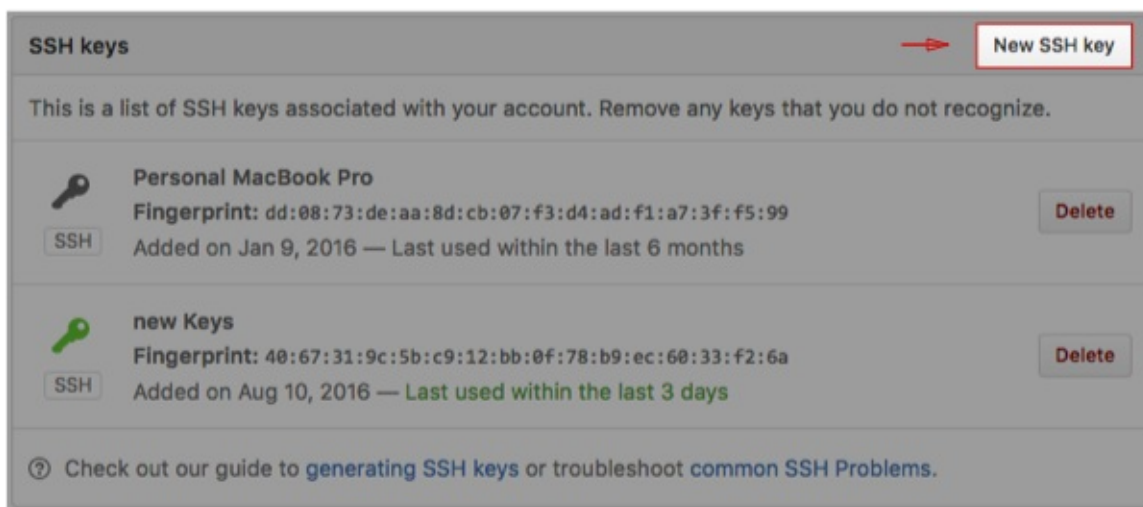 SSH keys
New SSH key
This is a list of SSH keys associated with your account. Remove any keys that you do not recognize.
Personal MacBook Pro
Fingerprint: dd:08:73:de:aa:8d:cb:07:f3:d4:ad:f1:a7:3f:f5:99
SSH
Added on Jan 9, 2016 — Last used within the last 6 months
Delete
new Keys
Fingerprint: 40:67:31:9c:5b:c9:12:bb:0f:78:b9:ec:60:33:f2:6a
SSH
Added on Aug 10, 2016 — Last used within the last 3 days
Delete
Check out our guide to generating SSH keys or troubleshoot common SSH Problems.